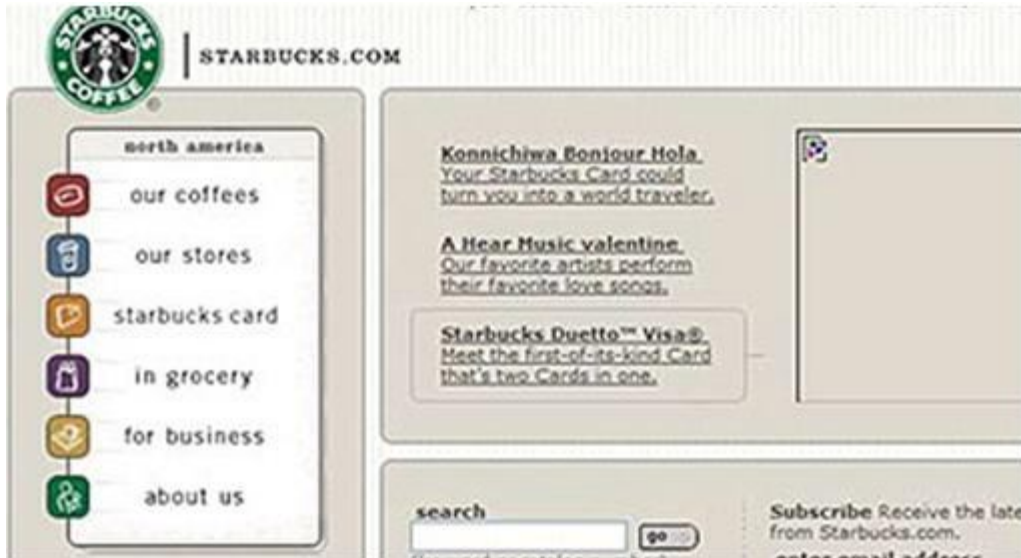 STARBUCKS
COFFEE
®
STARBUCKS.COM
north america
our coffees
our stores
starbucks card
in grocery
for business
about us
Konnichiwa Bonjour Hola
Your Starbucks Card could
turn you into a world traveler.
A Hear Music valentine
Our favorite artists perform
their favorite love songs.
Starbucks Duetto™ Visa®
Meet the first-of-its-kind Card
that's two Cards in one.
search
go
Subscribe Receive the late
from Starbucks.com.
enter email address